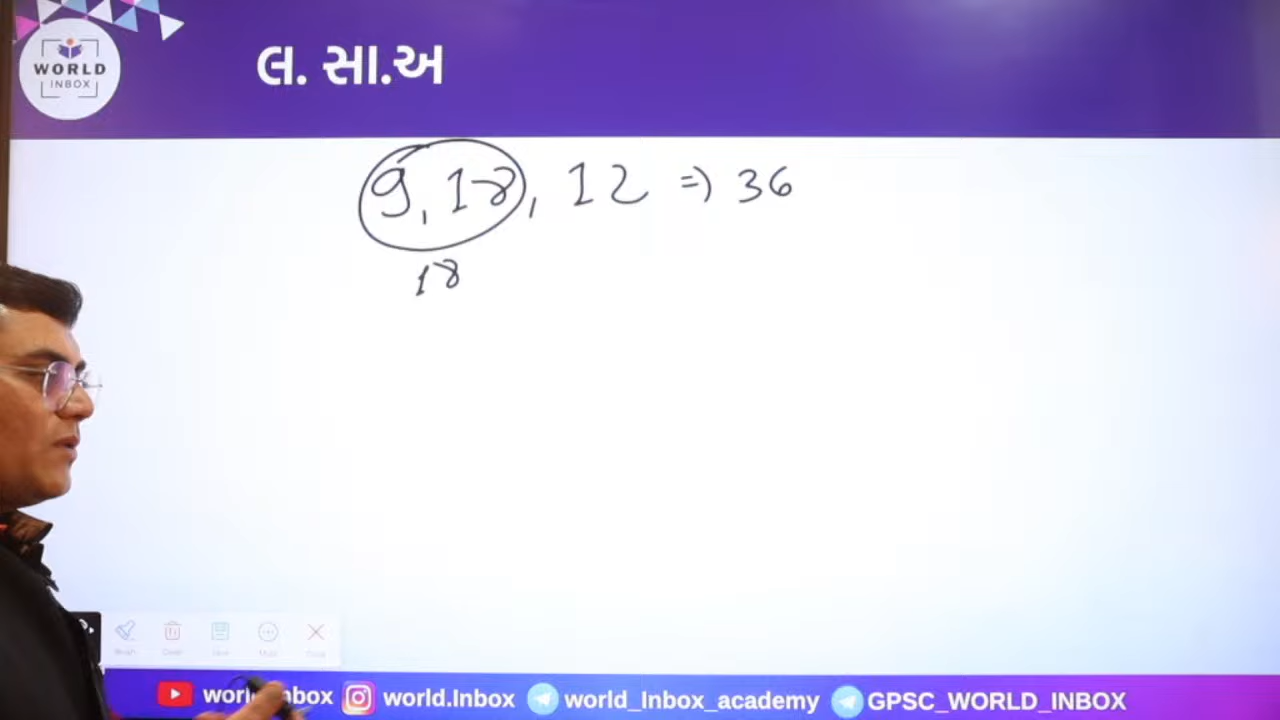 WORLD
INBOX
લ. સા.અ
9, 18, 12 => 36
18
world.Inbox
world_Inbox_academy
GPSC_WORLD_INBOX